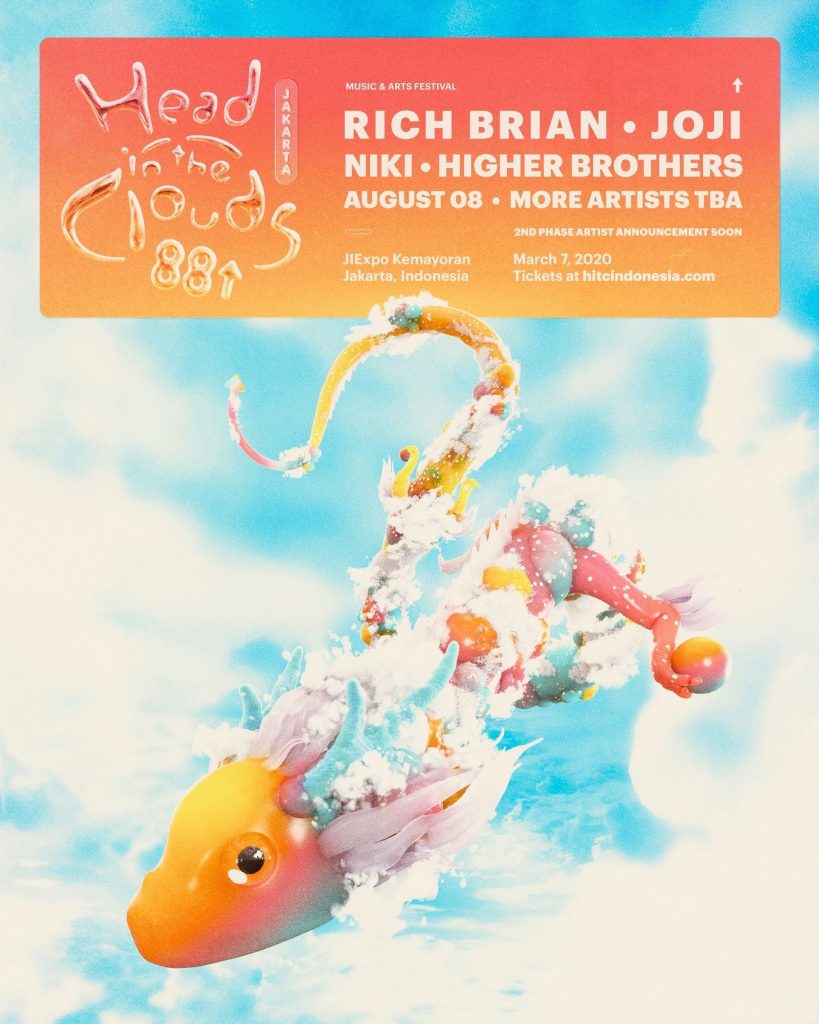 Head
in the
Clouds
88↑
JAKARTA
MUSIC & ARTS FESTIVAL
↑
RICH BRIAN • JOJI
NIKI • HIGHER BROTHERS
AUGUST 08 • MORE ARTISTS TBA
2ND PHASE ARTIST ANNOUNCEMENT SOON
JIExpo Kemayoran
Jakarta, Indonesia
March 7, 2020
Tickets at hitcindonesia.com